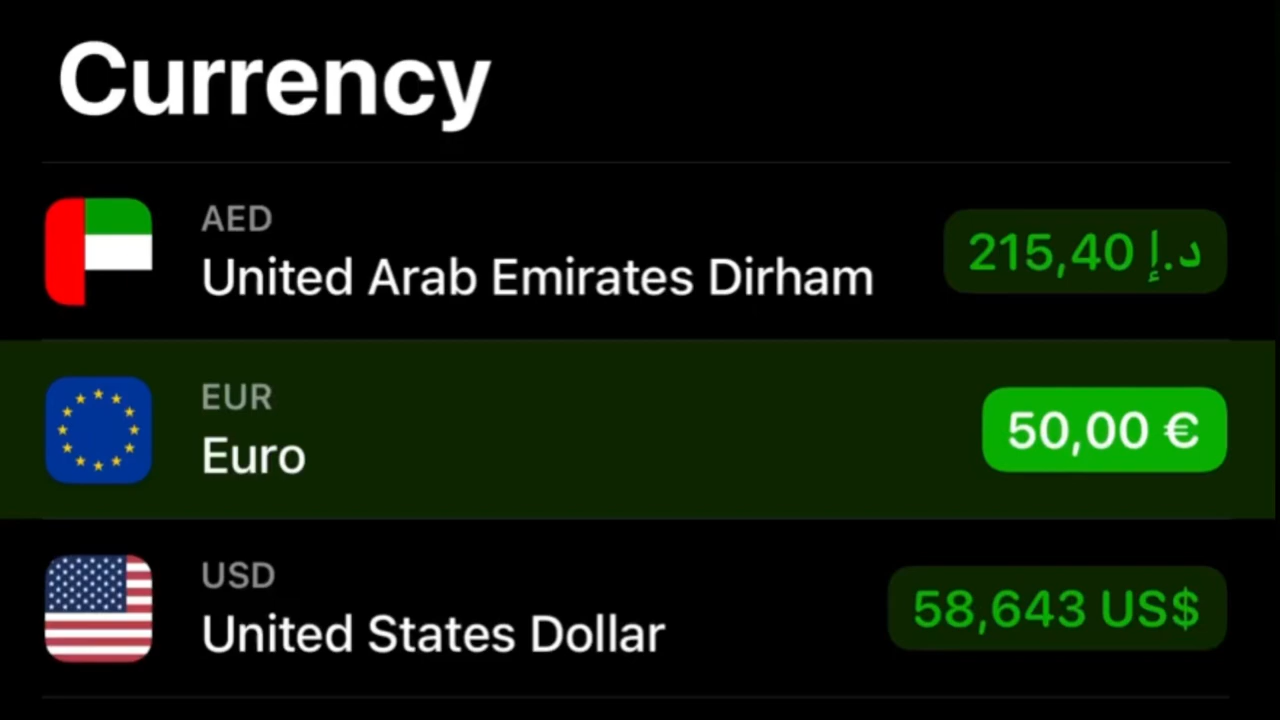 Currency
AED
United Arab Emirates Dirham
215,40 د.إ
EUR
Euro
50,00 €
USD
United States Dollar
58,643 US$